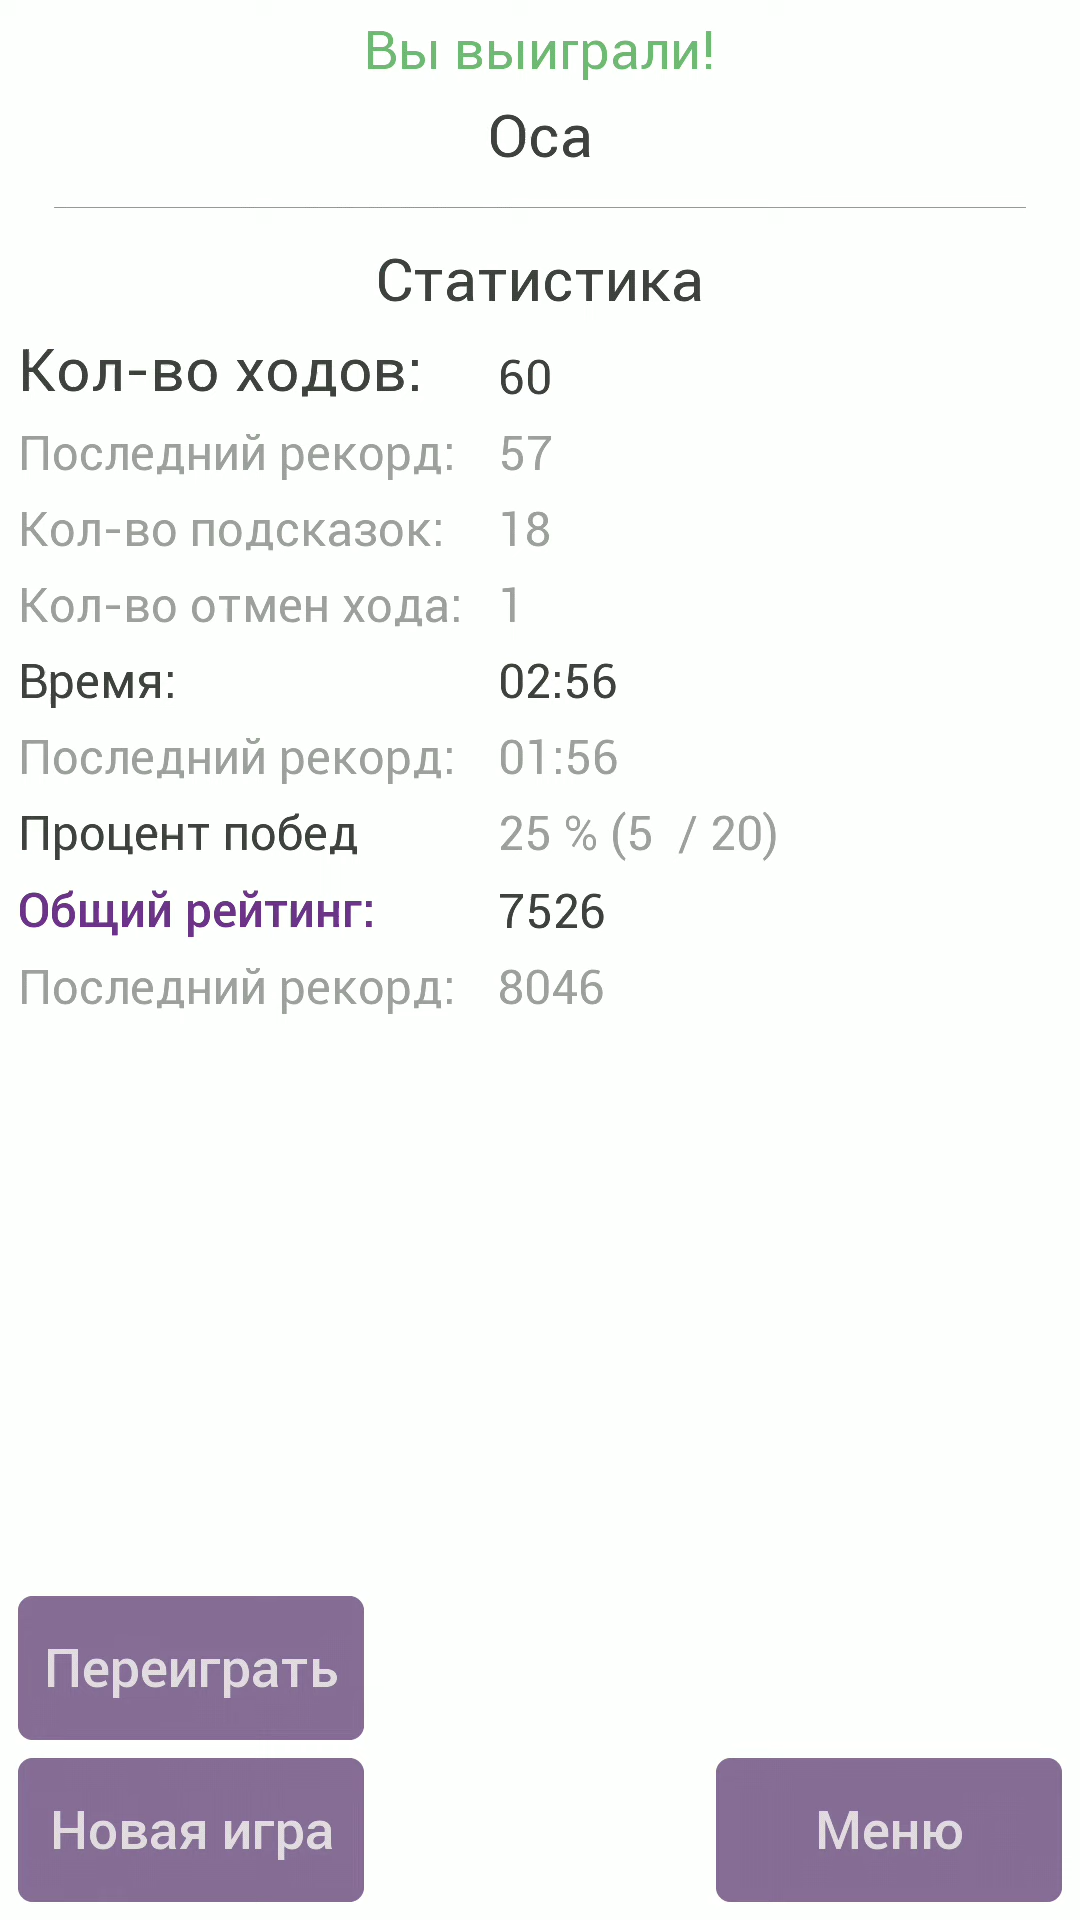 Вы выиграли!
Оса
Статистика
Кол-во ходов: 60
Последний рекорд: 57
Кол-во подсказок: 18
Кол-во отмен хода: 1
Время: 02:56
Последний рекорд: 01:56
Процент побед 25 % (5 / 20)
Общий рейтинг: 7526
Последний рекорд: 8046
Переиграть
Новая игра Меню